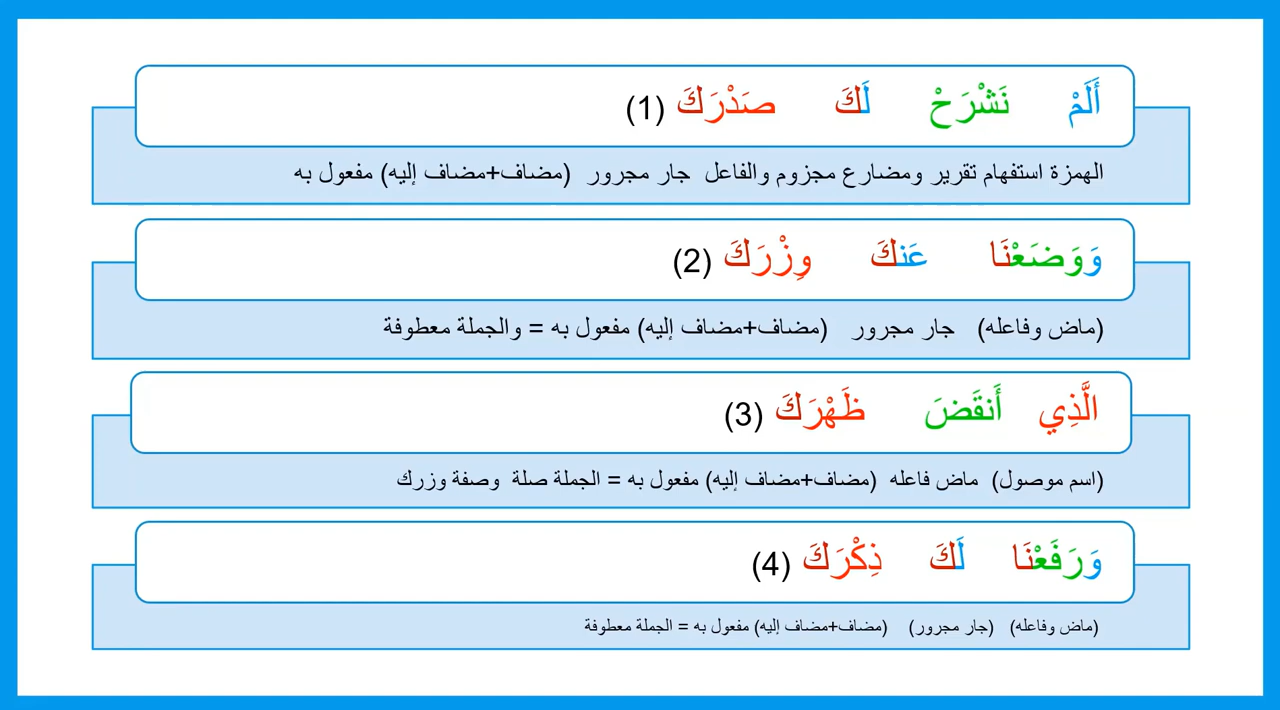 أَلَمْ نَشْرَحْ لَكَ صَدْرَكَ (1)
الهمزة استفهام تقرير ومضارع مجزوم والفاعل جار مجرور (مضاف+مضاف إليه) مفعول به
وَوَضَعْنَا عَنكَ وِزْرَكَ (2)
(ماض وفاعله) جار مجرور (مضاف+مضاف إليه) مفعول به = والجملة معطوفة
الَّذِي أَنقَضَ ظَهْرَكَ (3)
(اسم موصول) ماض فاعله (مضاف+مضاف إليه) مفعول به = الجملة صلة وصفة وزرك
وَرَفَعْنَا لَكَ ذِكْرَكَ (4)
(ماض وفاعله) (جار مجرور) (مضاف+مضاف إليه) مفعول به = الجملة معطوفة